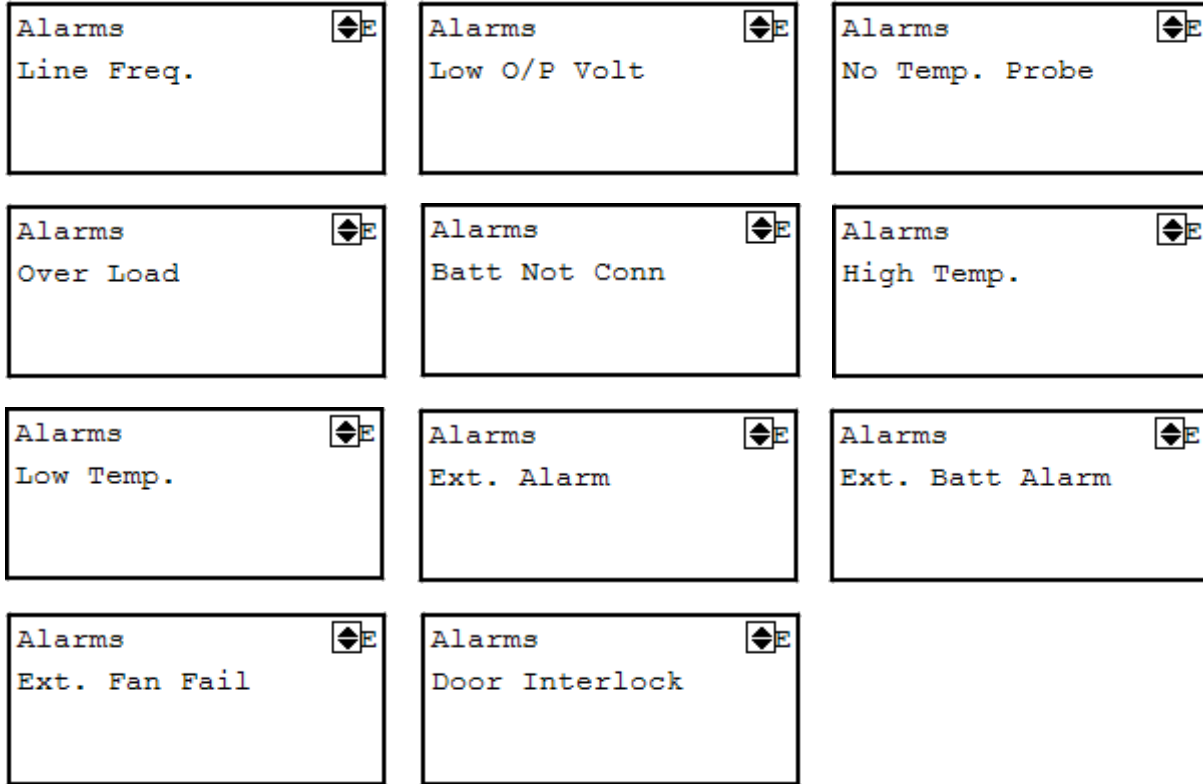 Alarms E
Line Freq.
Alarms E
Low O/P Volt
Alarms E
No Temp. Probe
Alarms E
Over Load
Alarms E
Batt Not Conn
Alarms E
High Temp.
Alarms E
Low Temp.
Alarms E
Ext. Alarm
Alarms E
Ext. Batt Alarm
Alarms E
Ext. Fan Fail
Alarms E
Door Interlock